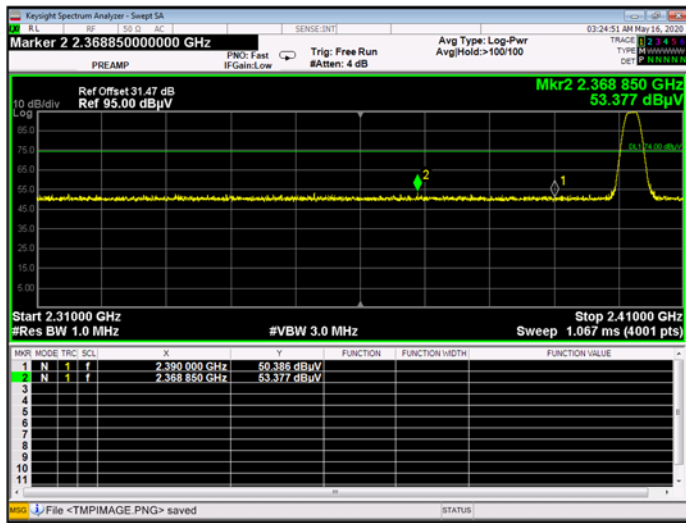 Keysight Spectrum Analyzer - Swept SA
RL RF 50 Ω AC SENSE:INT 03:24:51 AM May 16, 2020
Marker 2 2.368850000000 GHz
PREAMP
PNO: Fast
IFGain:Low
Trig: Free Run
#Atten: 4 dB
Avg Type: Log-Pwr
Avg|Hold:>100/100
TRACE 1 2 3 4 5 6
TYPE M WWWWW
DET P N N N N N
Mkr2 2.368 850 GHz
53.377 dBµV
Ref Offset 31.47 dB
10 dB/div Ref 95.00 dBµV
Log
85.0
75.0
DL1 74.00 dBµV
65.0
2
1
55.0
45.0
35.0
25.0
15.0
5.00
Start 2.31000 GHz Stop 2.41000 GHz
#Res BW 1.0 MHz #VBW 3.0 MHz Sweep 1.067 ms (4001 pts)
MKR MODE TRC SCL X Y FUNCTION FUNCTION WIDTH FUNCTION VALUE
1 N 1 f 2.390 000 GHz 50.386 dBµV
2 N 1 f 2.368 850 GHz 53.377 dBµV
3
4
5
6
7
8
9
10
11
MSG File <TMPIMAGE.PNG> saved STATUS